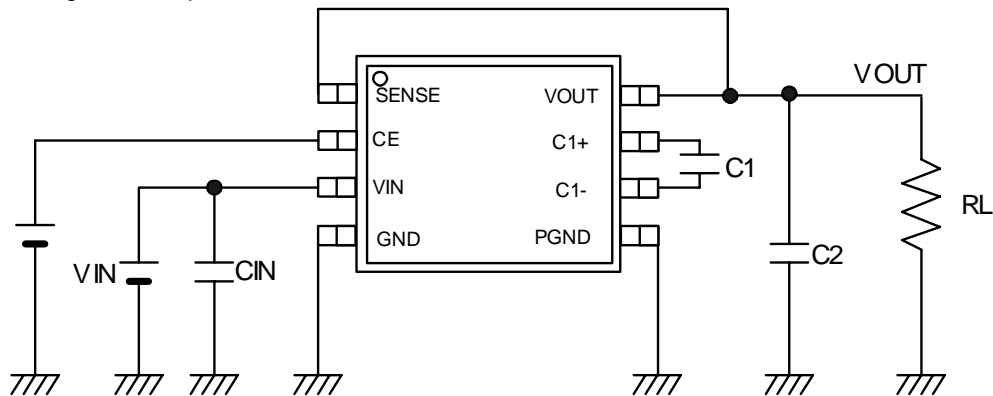 SENSE
VOUT
VOUT
CE
C1+
C1
VIN
C1-
GND
PGND
RL
VIN
CIN
C2